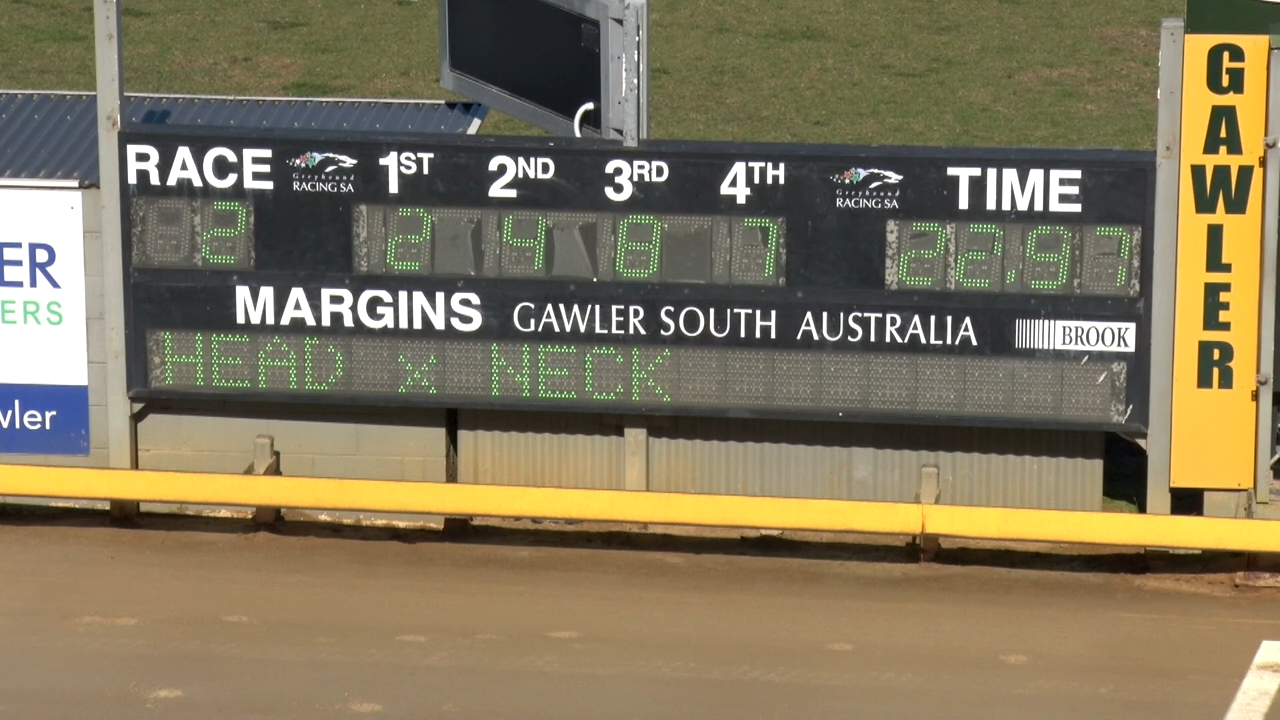 RACE Greyhound RACING SA 1ST 2ND 3RD 4TH Greyhound RACING SA TIME
2 2 4 8 7 22.97
MARGINS GAWLER SOUTH AUSTRALIA BROOK
HEAD x NECK
GAWLER
ER
ERS
wler